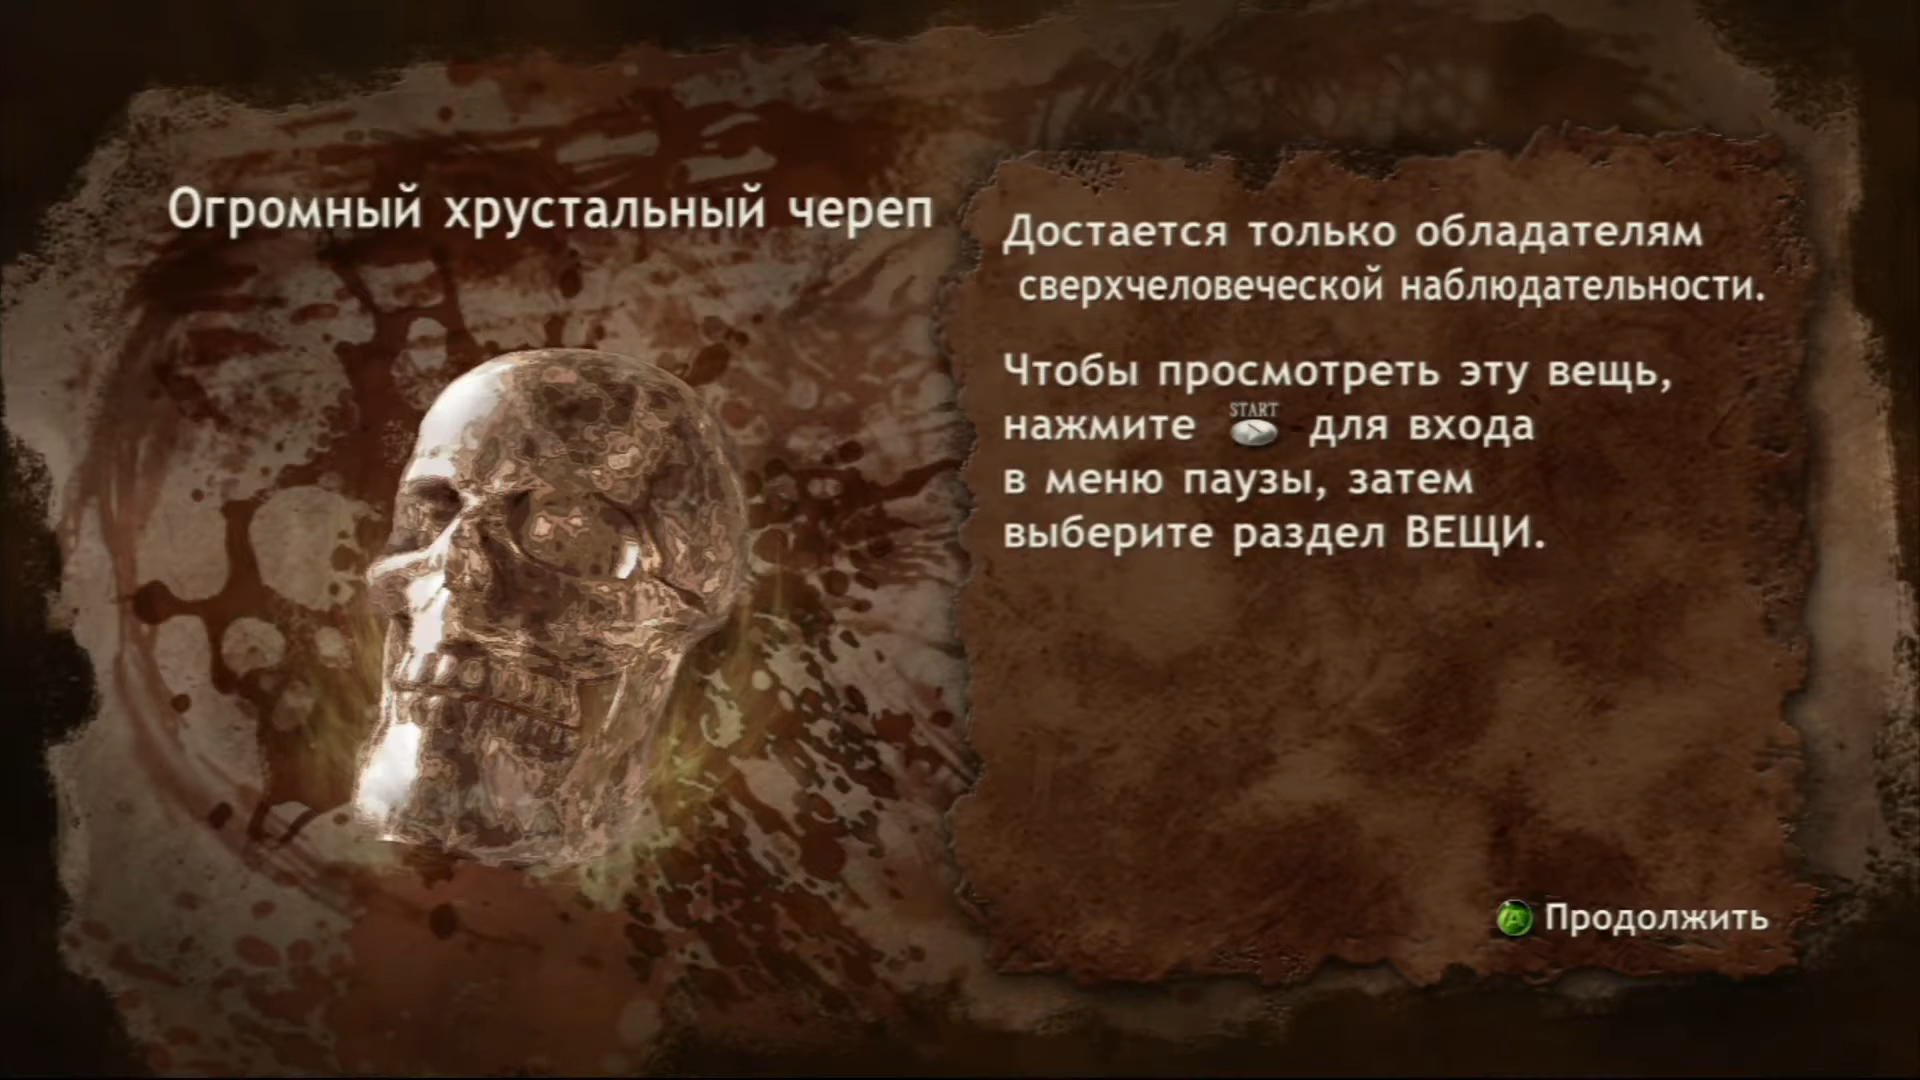 Огромный хрустальный череп
Достается только обладателям
сверхчеловеческой наблюдательности.
Чтобы просмотреть эту вещь,
нажмите START для входа
в меню паузы, затем
выберите раздел ВЕЩИ.
A Продолжить